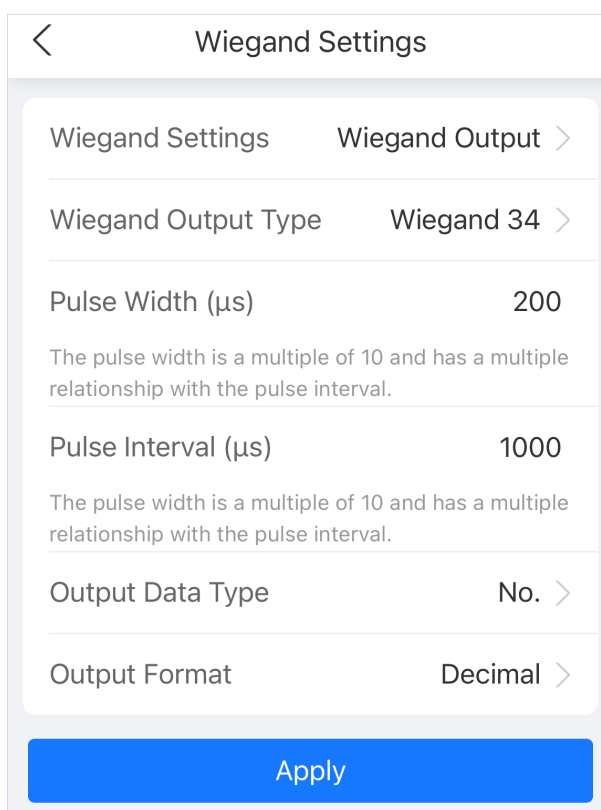 Wiegand Settings
Wiegand Settings Wiegand Output
Wiegand Output Type Wiegand 34
Pulse Width (µs) 200
The pulse width is a multiple of 10 and has a multiple
relationship with the pulse interval.
Pulse Interval (µs) 1000
The pulse width is a multiple of 10 and has a multiple
relationship with the pulse interval.
Output Data Type No.
Output Format Decimal
Apply